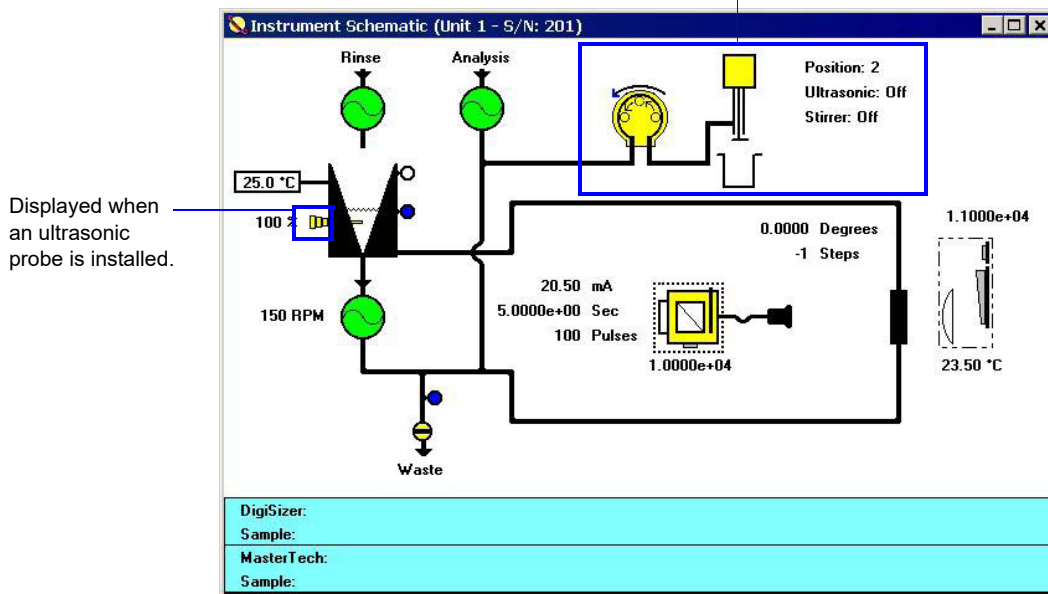 Instrument Schematic (Unit 1 - S/N: 201)
Rinse
Analysis
Position: 2
Ultrasonic: Off
Stirrer: Off
25.0 °C
Displayed when
an ultrasonic
probe is installed.
100 %
0.0000 Degrees
-1 Steps
1.1000e+04
20.50 mA
5.0000e+00 Sec
100 Pulses
150 RPM
1.0000e+04
23.50 °C
Waste
DigiSizer:
Sample:
MasterTech:
Sample: